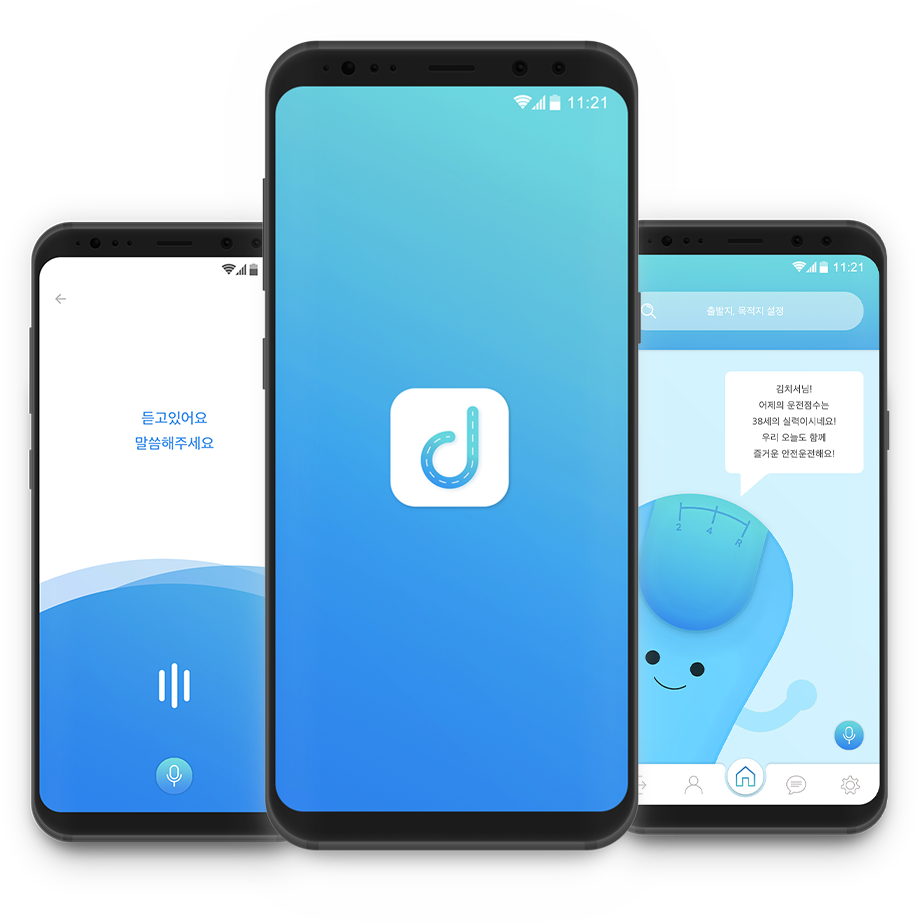 듣고있어요
말씀해주세요
11:21
11:21
출발지, 목적지 설정
김치서님!
어제의 운전점수는
38세의 실력이시네요!
우리 오늘도 함께
즐거운 안전운전해요!
2
4
R